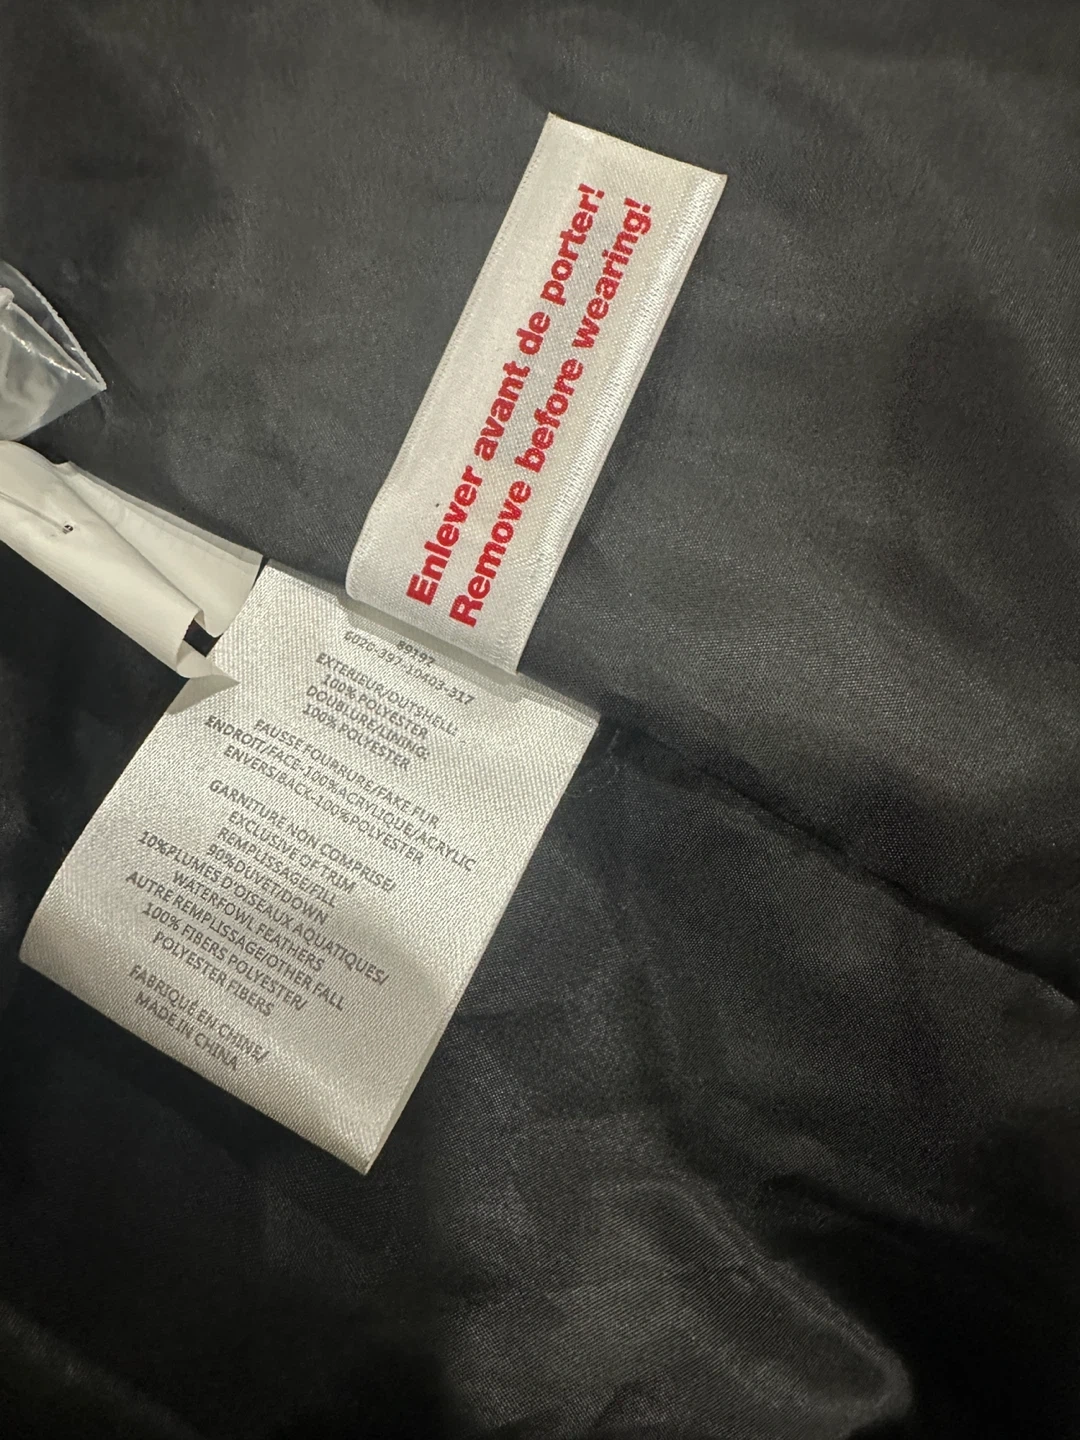 Enlever avant de porter!
Remove before wearing!
89197
602G-397-10403-317
EXTERIEUR/OUTSHELL:
100% POLYESTER
DOUBLURE/LINING:
100% POLYESTER
FAUSSE FOURRURE/FAKE FUR
ENDROIT/FACE-100%ACRYLIQUE/ACRYLIC
ENVERS/BACK-100%POLYESTER
GARNITURE NON COMPRISE/
EXCLUSIVE OF TRIM
REMPLISSAGE/FILL
90%DUVET/DOWN
10%PLUMES D'OISEAUX AQUATIQUES/
WATERFOWL FEATHERS
AUTRE REMPLISSAGE/OTHER FALL
100% FIBERS POLYESTER/
POLYESTER FIBERS
FABRIQUÉ EN CHINE/
MADE IN CHINA